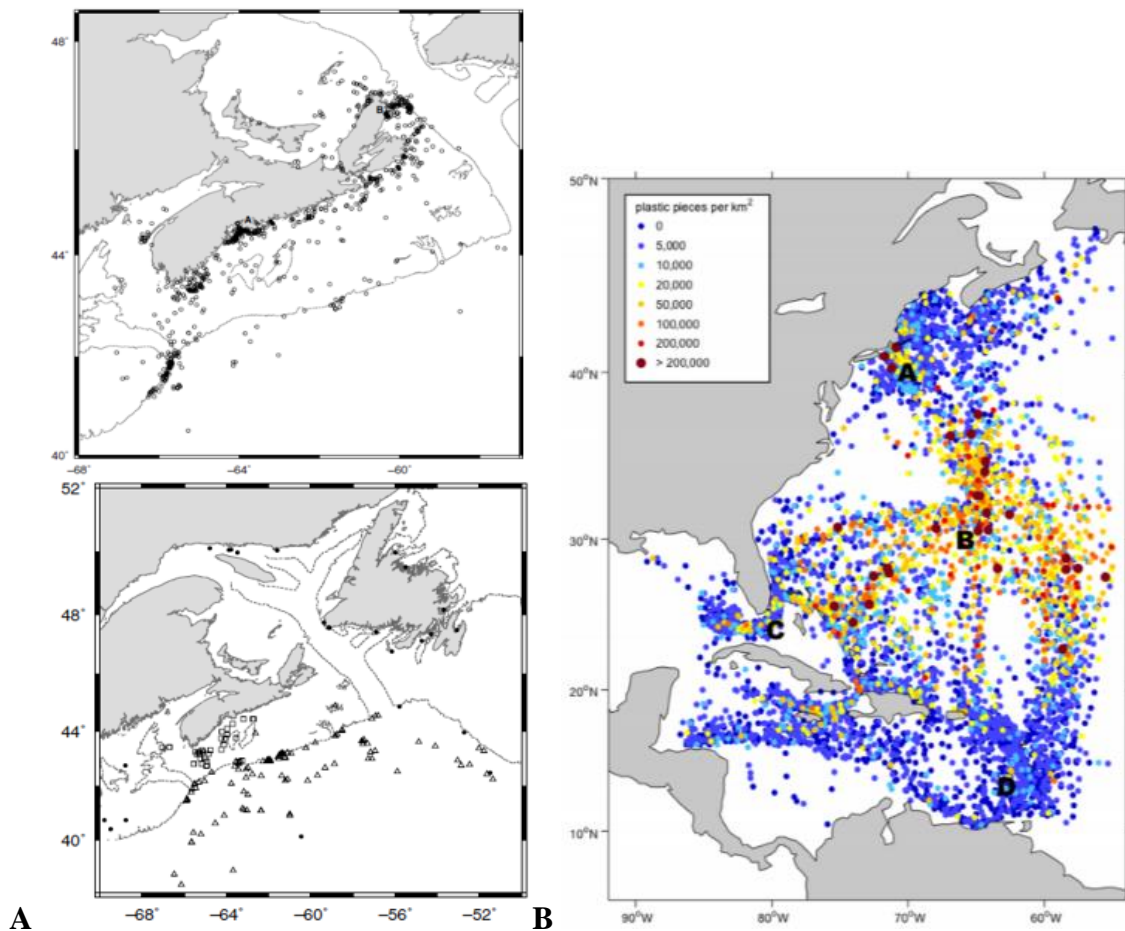 48°
44°
40°
−68°
−64°
−60°
A
B
52°
48°
44°
40°
−68°
−64°
−60°
−56°
−52°
A
50°N
40°N
30°N
20°N
10°N
90°W
80°W
70°W
60°W
plastic pieces per km²
0
5,000
10,000
20,000
50,000
100,000
200,000
> 200,000
A
B
C
D
B